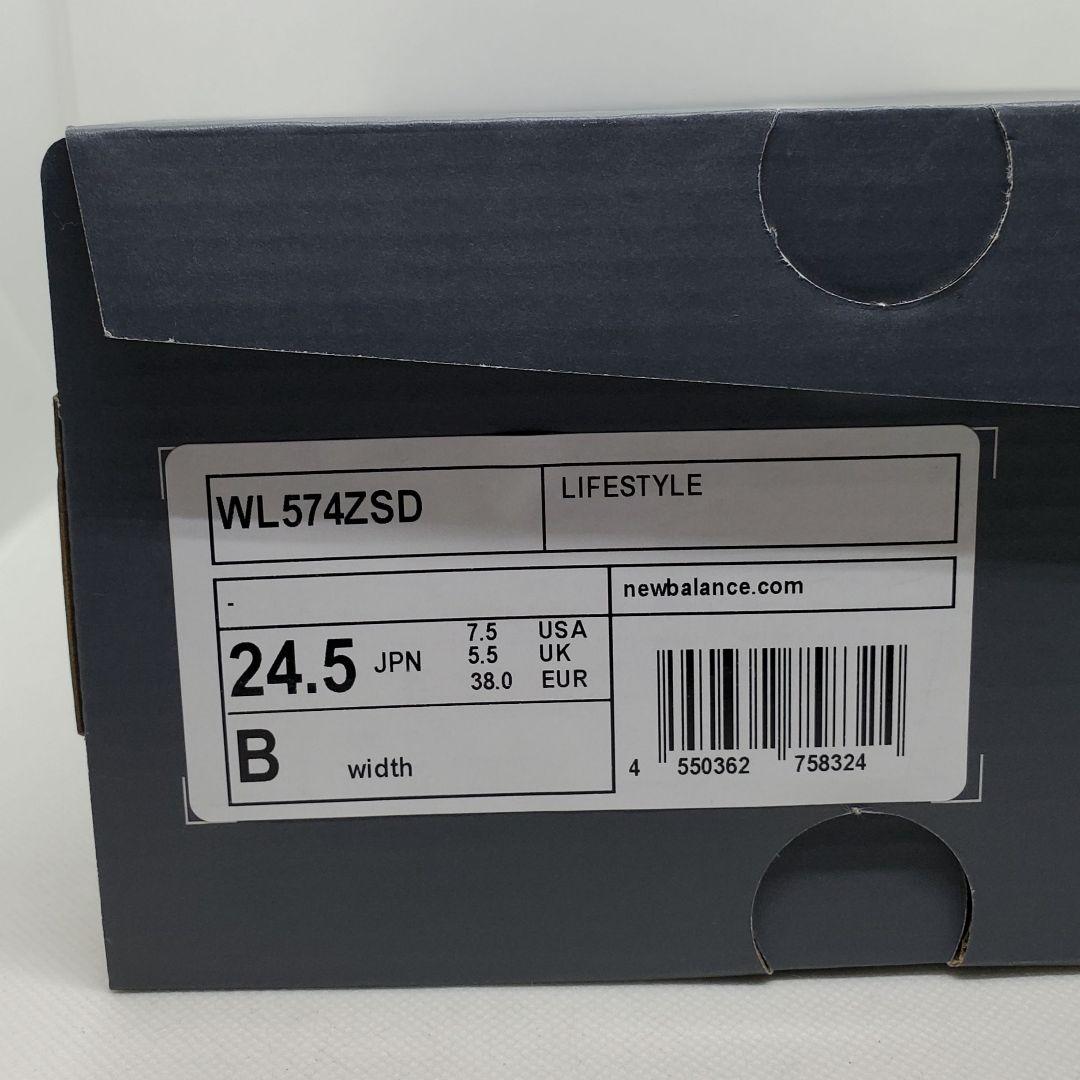 WL574ZSD
LIFESTYLE
-
newbalance.com
24.5 JPN
7.5 USA
5.5 UK
38.0 EUR
B width
4 550362 758324